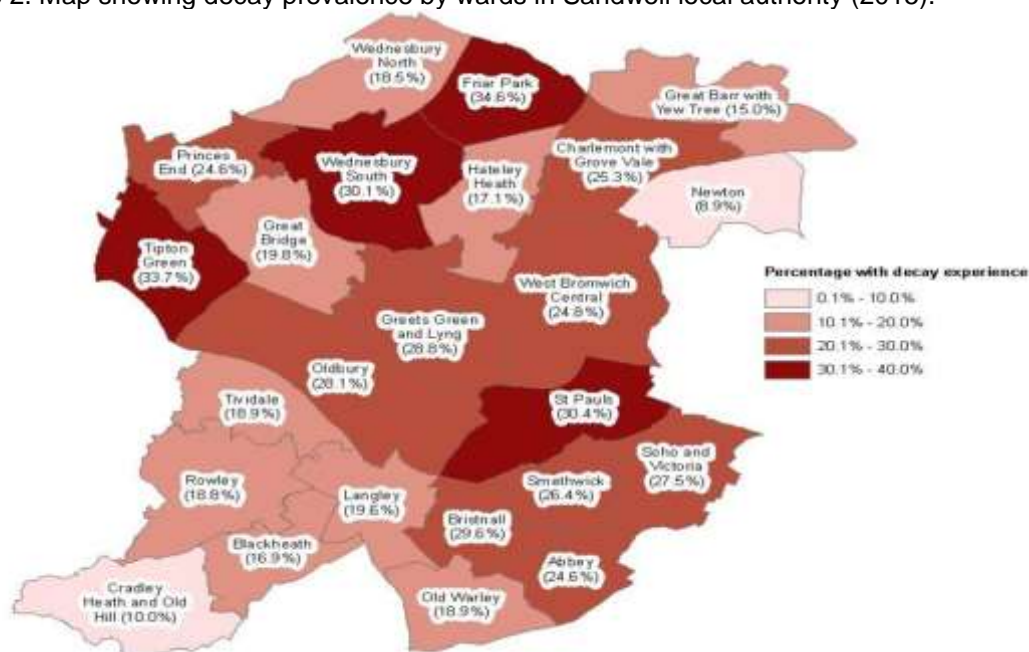 2. Map showing decay prevalence by wards in Sandwell local authority (2015).
Wednesbury
North
(18.5%)
Friar Park
(34.6%)
Great Barr with
Yew Tree (15.0%)
Princes
End (24.6%)
Wednesbury
South
(30.1%)
Hateley
Heath
(17.1%)
Charlemont with
Grove Vale
(25.3%)
Newton
(8.9%)
Great
Bridge
(19.8%)
Tipton
Green
(33.7%)
Percentage with decay experience
0.1% - 10.0%
10.1% - 20.0%
20.1% - 30.0%
30.1% - 40.0%
West Bromwich
Central
(24.8%)
Greets Green
and Lyng
(28.8%)
Oldbury
(28.1%)
Tividale
(18.9%)
St Pauls
(30.4%)
Soho and
Victoria
(27.5%)
Rowley
(18.8%)
Langley
(19.6%)
Smethwick
(26.4%)
Bristnall
(29.6%)
Blackheath
(16.9%)
Abbey
(24.6%)
Cradley
Heath and Old
Hill (10.0%)
Old Warley
(18.9%)